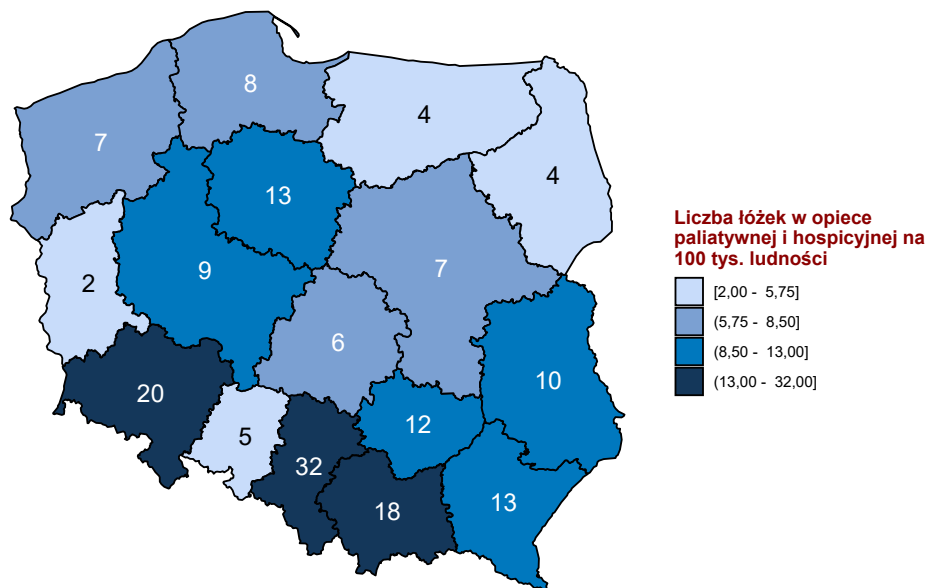 8
4
7
4
13
9
7
2
6
10
20
12
5
32
13
18
Liczba łóżek w opiece
paliatywnej i hospicyjnej na
100 tys. ludności
[2,00 - 5,75]
(5,75 - 8,50]
(8,50 - 13,00]
(13,00 - 32,00]